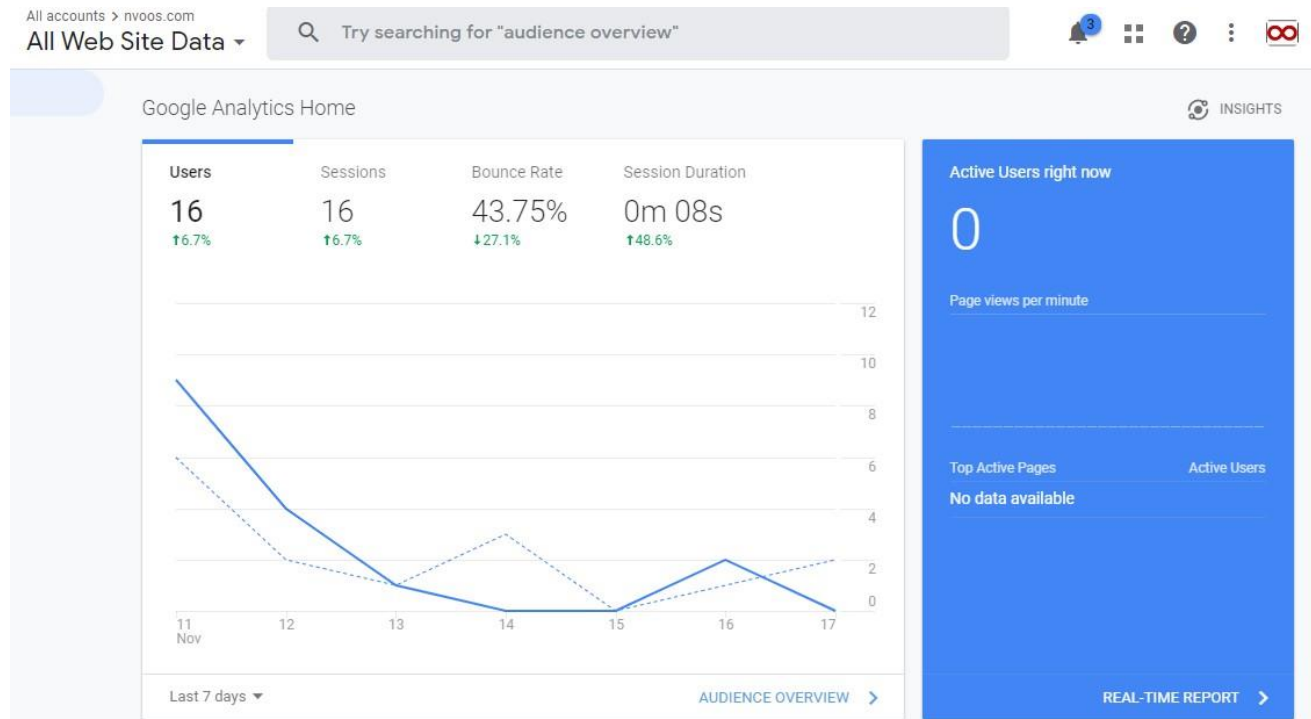 All accounts > nvoos.com
All Web Site Data
Try searching for "audience overview"
3
Google Analytics Home
INSIGHTS
Users Sessions Bounce Rate Session Duration
16 16 43.75% 0m 08s
↑6.7% ↑6.7% ↓27.1% ↑48.6%
12
10
8
6
4
2
0
11 12 13 14 15 16 17
Nov
Last 7 days
AUDIENCE OVERVIEW >
Active Users right now
0
Page views per minute
Top Active Pages Active Users
No data available
REAL-TIME REPORT >